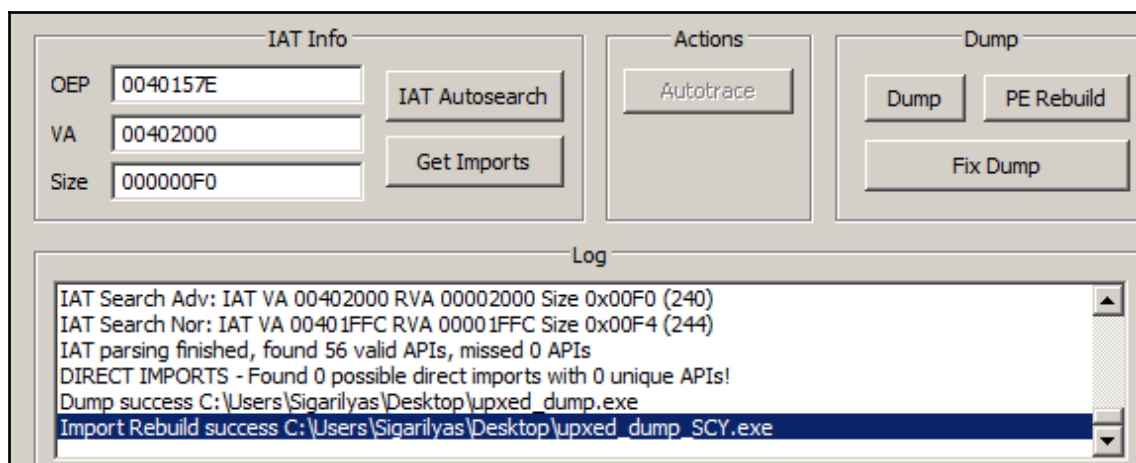 IAT Info
Actions
Dump
OEP 0040157E
IAT Autosearch
Autotrace
Dump
PE Rebuild
VA 00402000
Get Imports
Fix Dump
Size 000000F0
Log
IAT Search Adv: IAT VA 00402000 RVA 00002000 Size 0x00F0 (240)
IAT Search Nor: IAT VA 00401FFC RVA 00001FFC Size 0x00F4 (244)
IAT parsing finished, found 56 valid APIs, missed 0 APIs
DIRECT IMPORTS - Found 0 possible direct imports with 0 unique APIs!
Dump success C:\Users\Sigarilyas\Desktop\upxed_dump.exe
Import Rebuild success C:\Users\Sigarilyas\Desktop\upxed_dump_SCY.exe